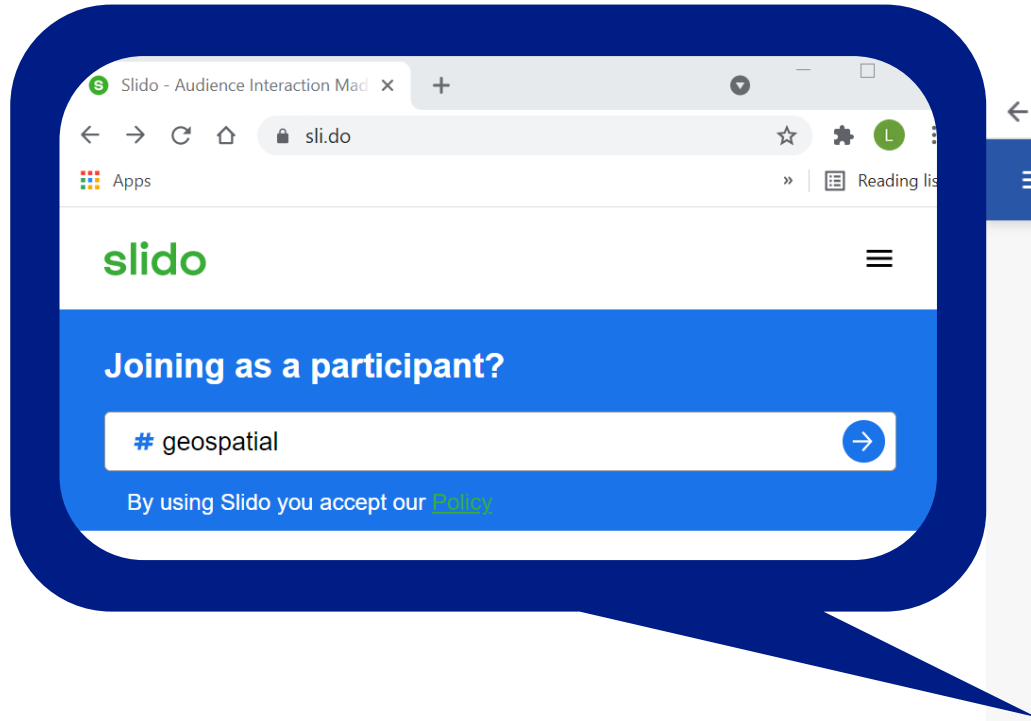 Slido - Audience Interaction Mad
sli.do
L
Apps
» Reading lis
slido
Joining as a participant?
# geospatial
By using Slido you accept our Policy